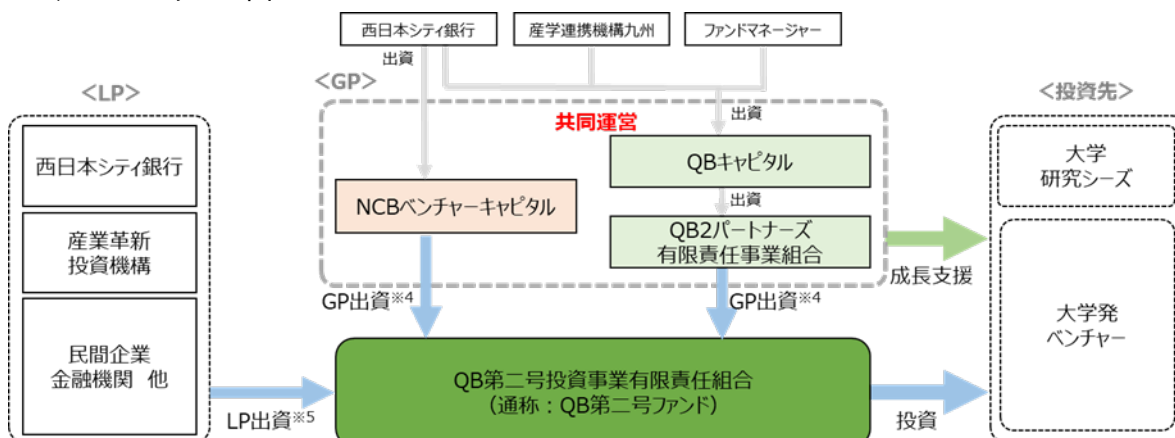 西日本シティ銀行
産学連携機構九州
ファンドマネージャー
出資
<GP>
<LP>
<投資先>
共同運営
出資
西日本シティ銀行
QBキャピタル
大学
研究シーズ
NCBベンチャーキャピタル
出資
産業革新
投資機構
QB2パートナーズ
有限責任事業組合
成長支援
GP出資※4
GP出資※4
大学発
ベンチャー
民間企業
金融機関 他
QB第二号投資事業有限責任組合
(通称:QB第二号ファンド)
LP出資※5
投資